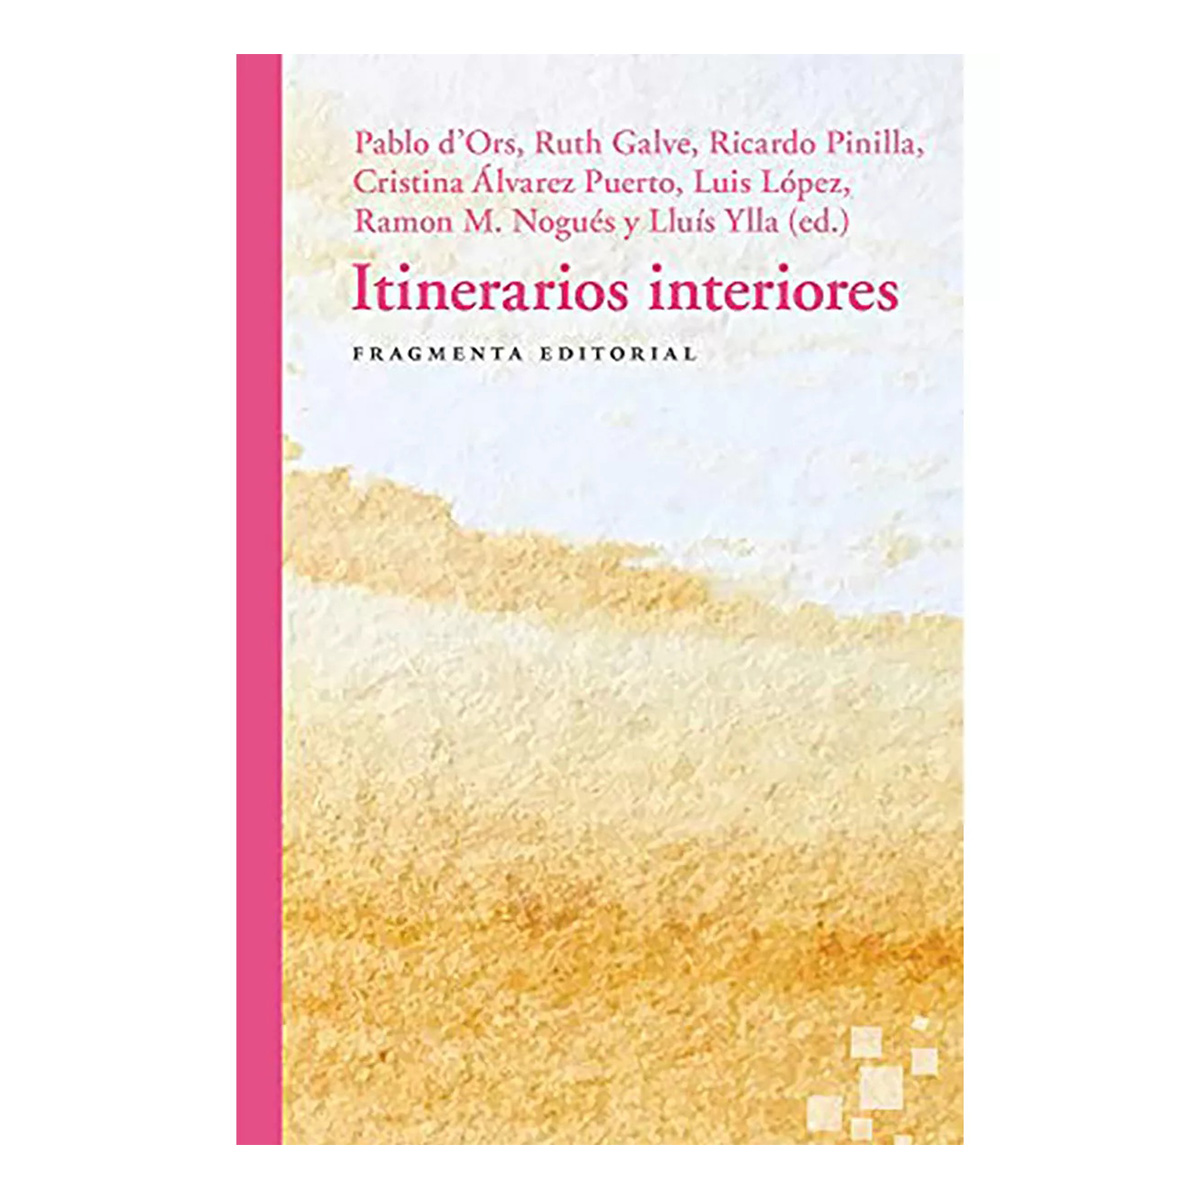 Pablo d’Ors, Ruth Galve, Ricardo Pinilla,
Cristina Álvarez Puerto, Luis López,
Ramon M. Nogués y Lluís Ylla (ed.)
Itinerarios interiores
FRAGMENTA EDITORIAL